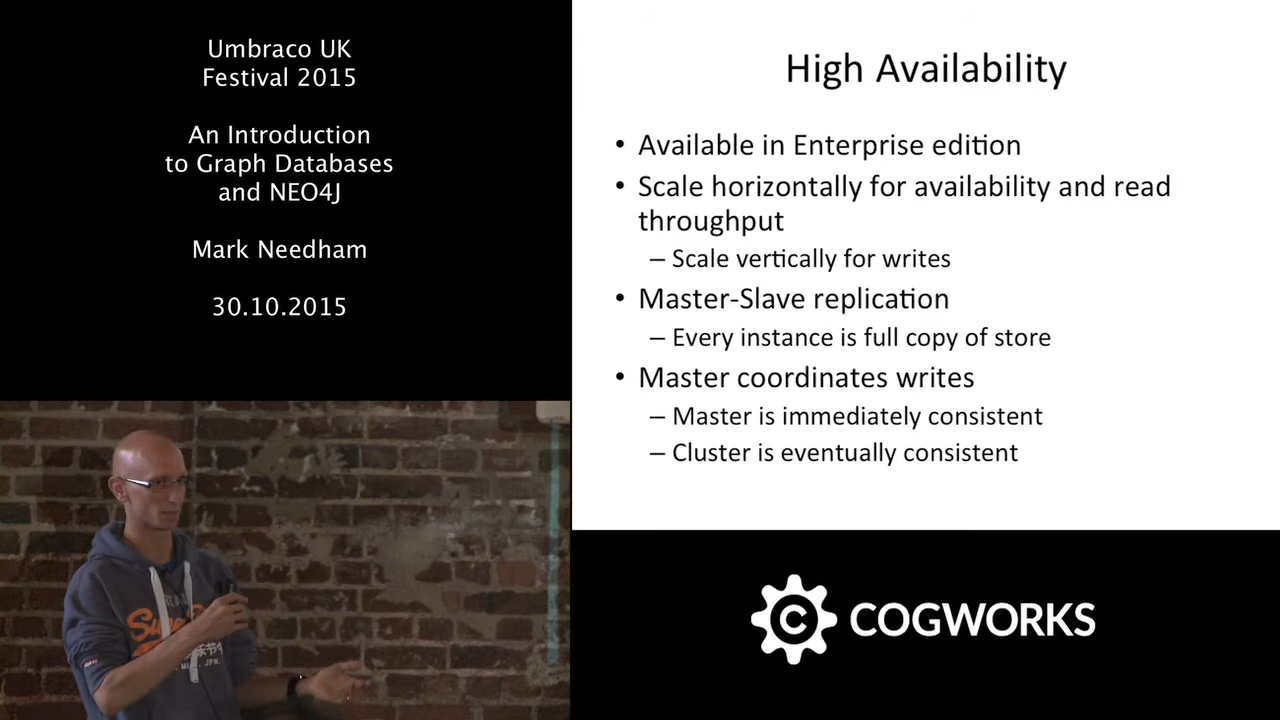 Umbraco UK
Festival 2015
An Introduction
to Graph Databases
and NEO4J
Mark Needham
30.10.2015
High Availability
• Available in Enterprise edition
• Scale horizontally for availability and read
throughput
– Scale vertically for writes
• Master-Slave replication
– Every instance is full copy of store
• Master coordinates writes
– Master is immediately consistent
– Cluster is eventually consistent
C COGWORKS